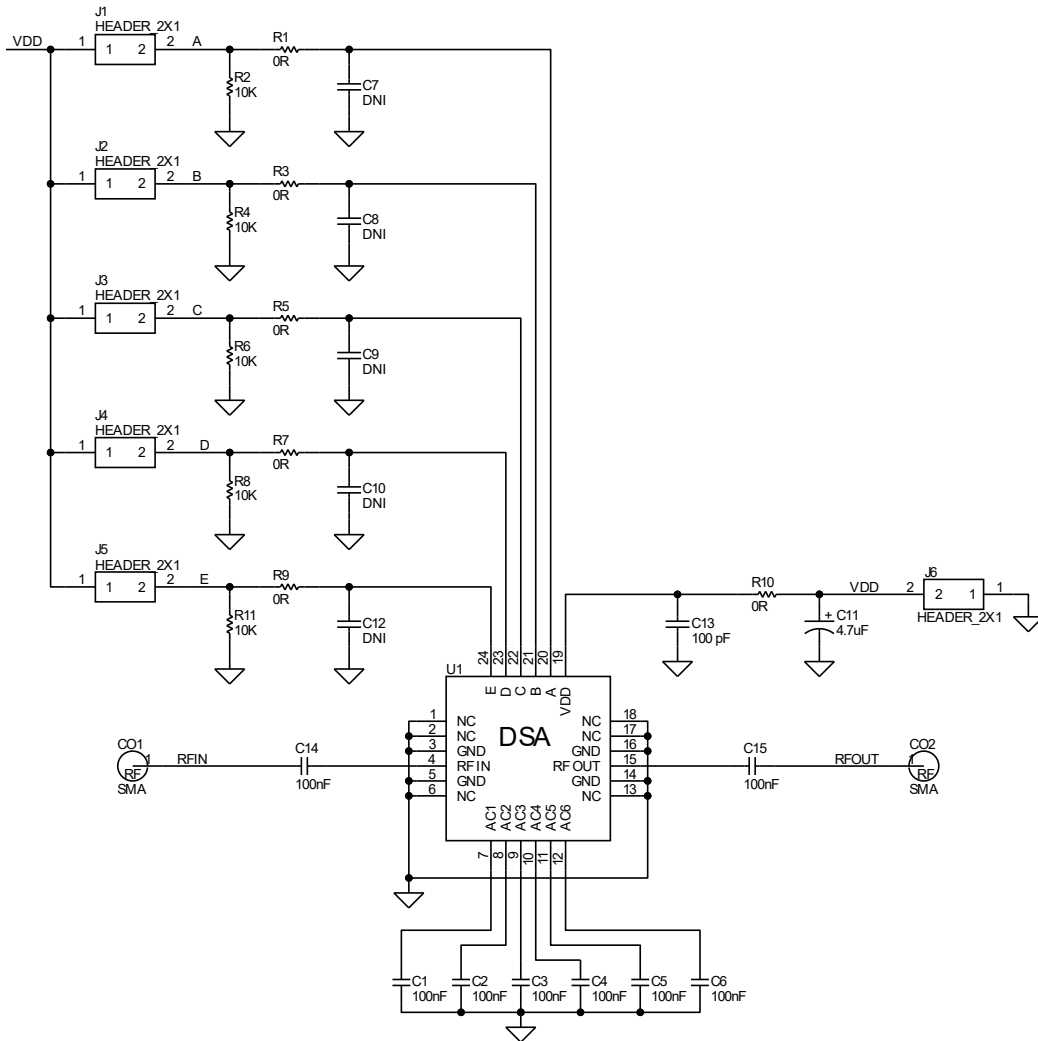 J1
HEADER_2X1
VDD 1 1 2 2 A
R1
0R
R2
10K
C7
DNI
J2
HEADER_2X1
1 1 2 2 B
R3
0R
R4
10K
C8
DNI
J3
HEADER_2X1
1 1 2 2 C
R5
0R
R6
10K
C9
DNI
J4
HEADER_2X1
1 1 2 2 D
R7
0R
R8
10K
C10
DNI
J5
HEADER_2X1
1 1 2 2 E
R9
0R
R11
10K
C12
DNI
R10
0R
VDD
J6
2 2 1 1
HEADER_2X1
C13
100 pF
+ C11
4.7uF
24 23 22 21 20 19
U1
E D C B A VDD
DSA
1 NC NC 18
2 NC NC 17
3 GND GND 16
4 RFIN RFOUT 15
5 GND GND 14
6 NC NC 13
CO1
1
RF
SMA
RFIN
C14
100nF
C15
100nF
RFOUT
CO2
1
RF
SMA
AC1 AC2 AC3 AC4 AC5 AC6
7 8 9 10 11 12
C1
100nF
C2
100nF
C3
100nF
C4
100nF
C5
100nF
C6
100nF